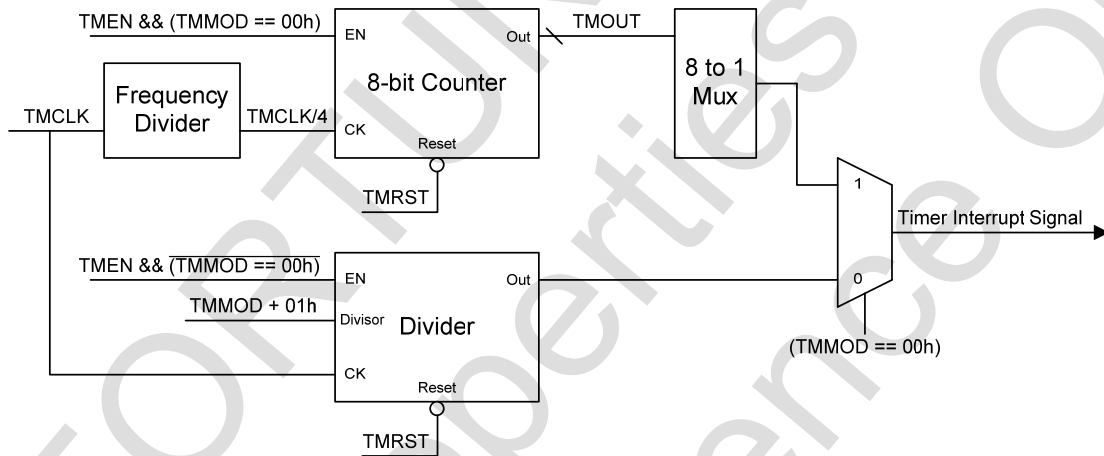 TMEN && (TMMOD == 00h)
EN
Out
TMOUT
8-bit Counter
8 to 1
Mux
Frequency
Divider
TMCLK
TMCLK/4
CK
Reset
TMRST
1
Timer Interrupt Signal
TMEN && (TMMOD == 00h)
EN
Out
0
TMMOD + 01h
Divisor
Divider
(TMMOD == 00h)
CK
Reset
TMRST